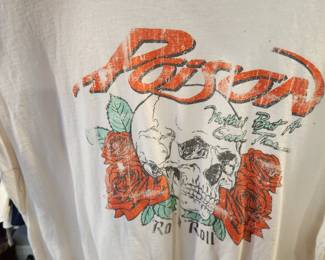 Poison
Nothin' But A
Good Time
Rock N Roll